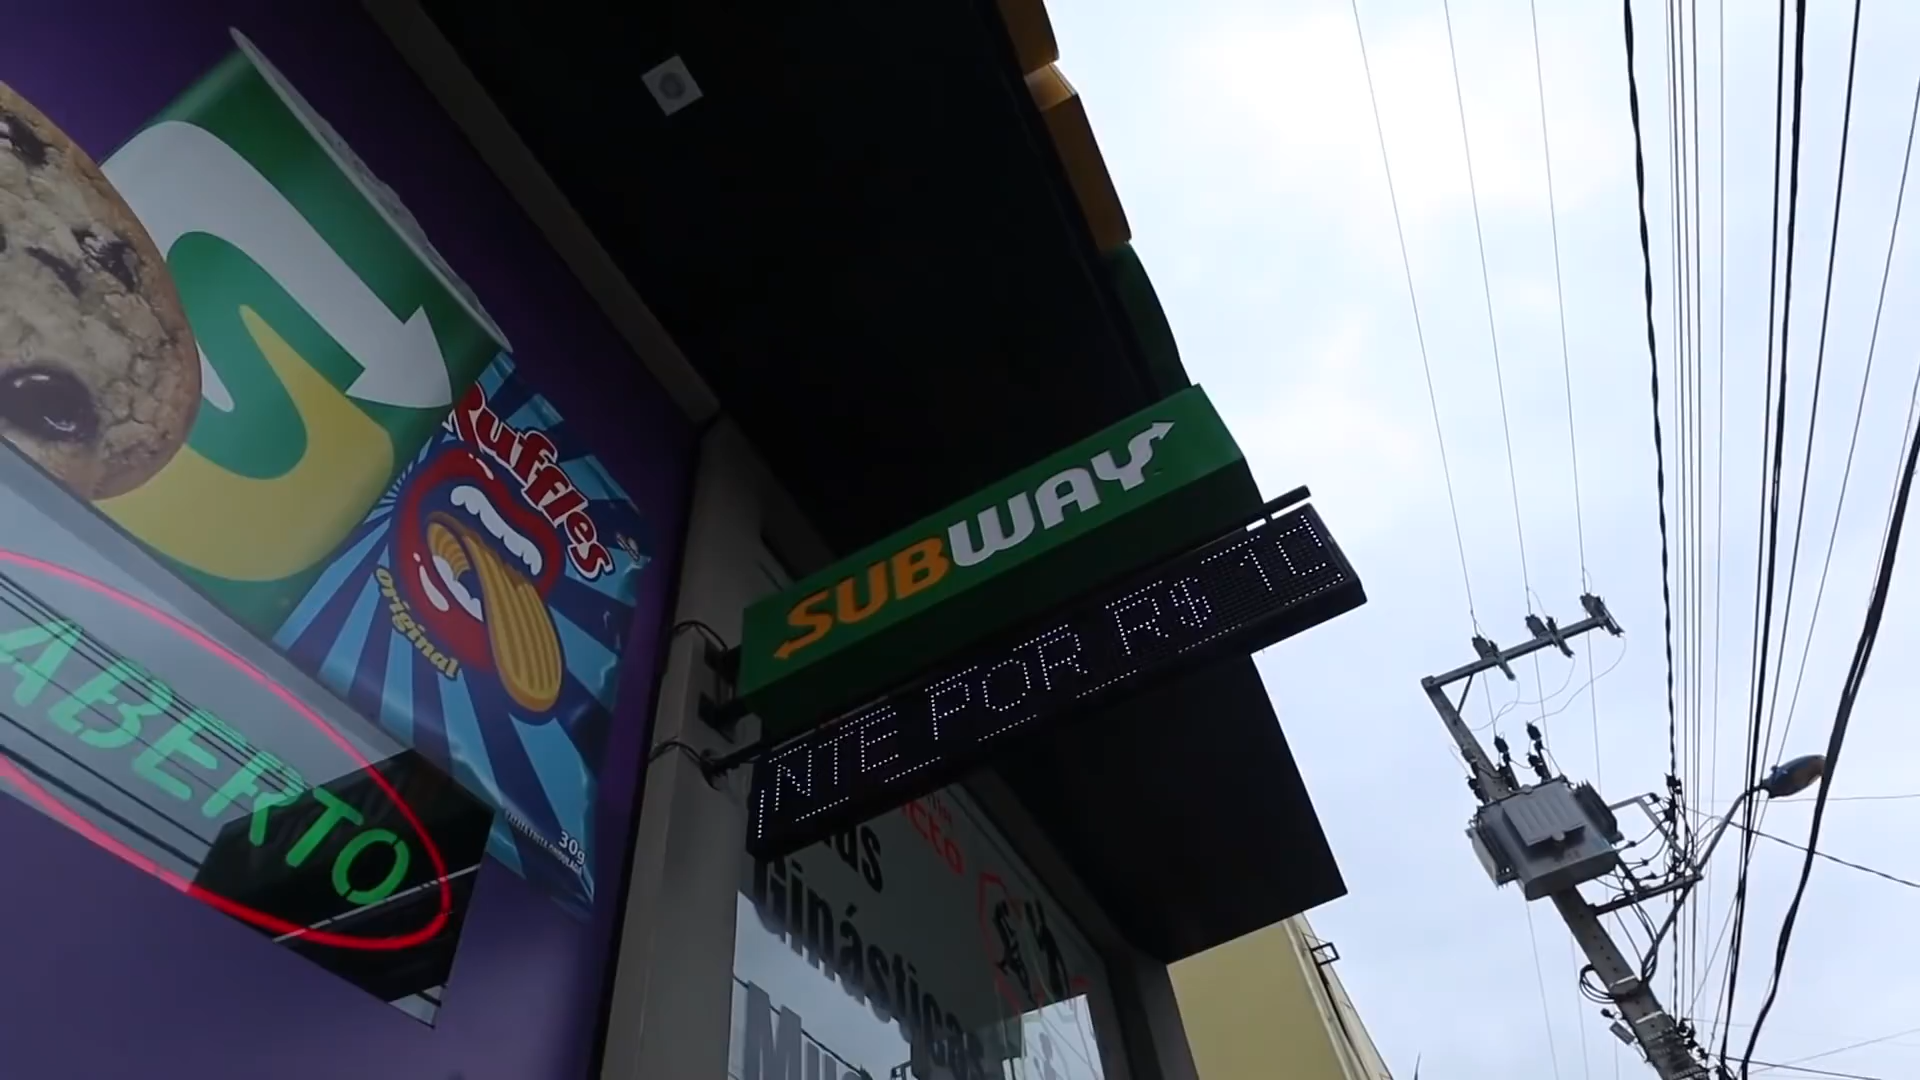 Ruffles
original
30g
ABERTO
SUBWAY
NTE POR R$ 10
Ginásticas